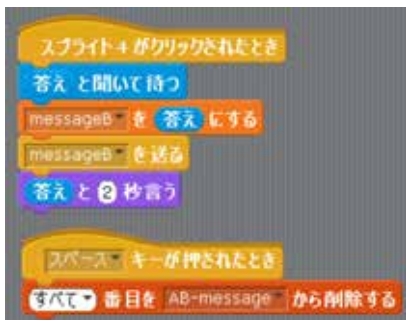 スプライト4 がクリックされたとき
答え と聞いて待つ
messageB を 答え にする
messageB を送る
答え と 2 秒言う
スペース キーが押されたとき
すべて 番目を AB-message から削除する